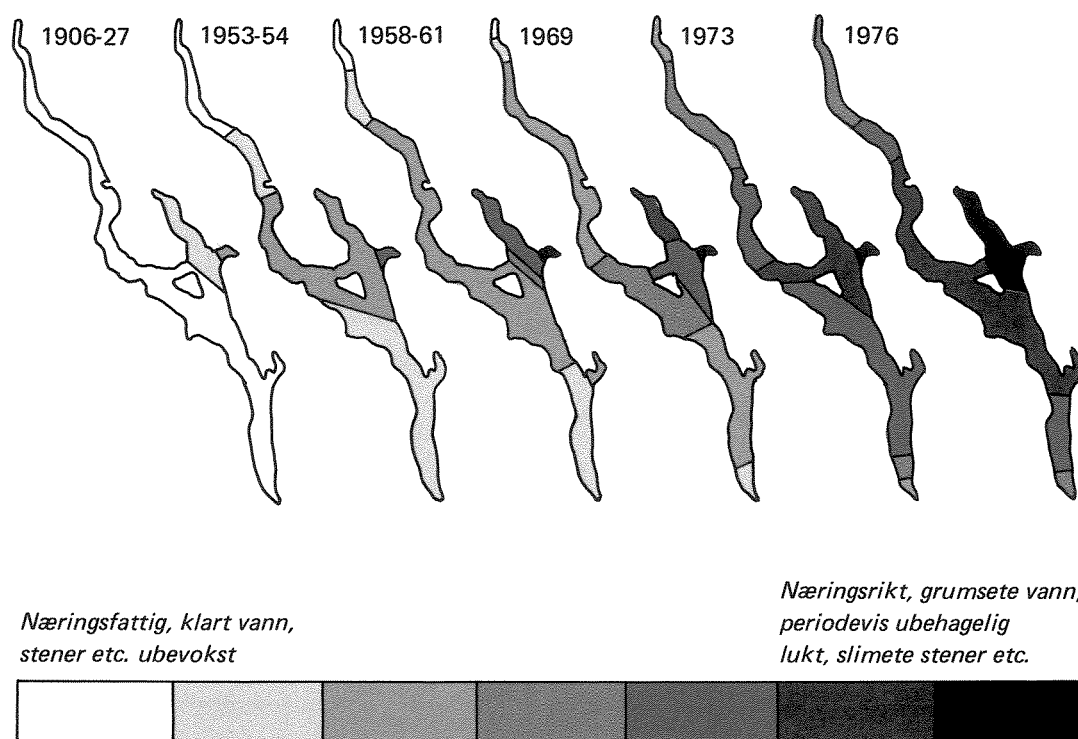 1906-27
1953-54
1958-61
1969
1973
1976
Næringsfattig, klart vann,
stener etc. ubevokst
Næringsrikt, grumsete vann,
periodevis ubehagelig
lukt, slimete stener etc.